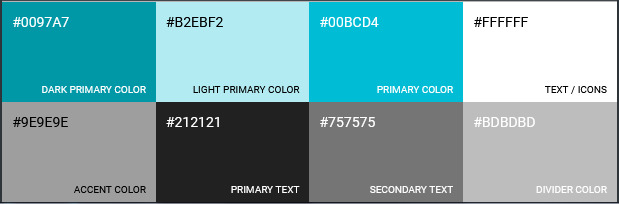 #0097A7
DARK PRIMARY COLOR
#B2EBF2
LIGHT PRIMARY COLOR
#00BCD4
PRIMARY COLOR
#FFFFFF
TEXT / ICONS
#9E9E9E
ACCENT COLOR
#212121
PRIMARY TEXT
#757575
SECONDARY TEXT
#BDBDBD
DIVIDER COLOR